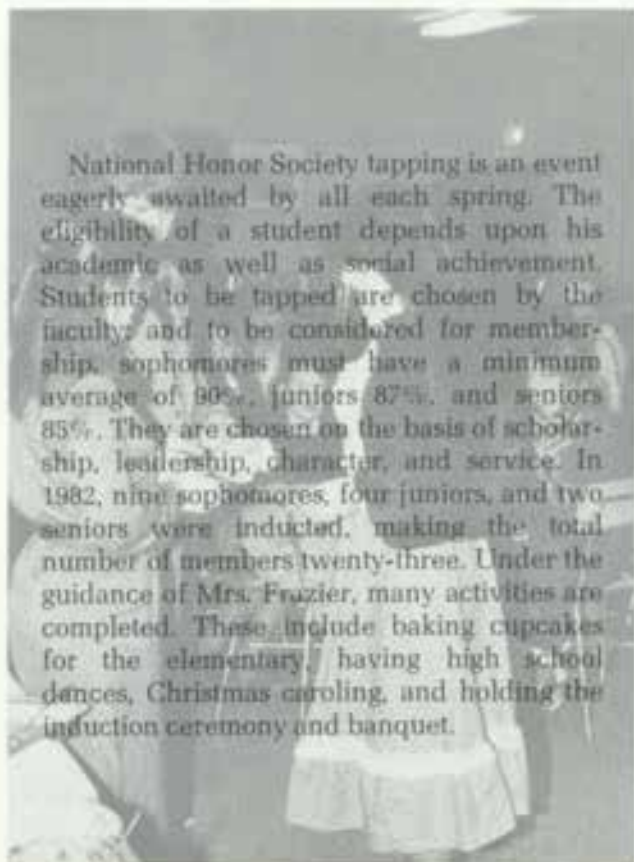 National Honor Society tapping is an event
eagerly awaited by all each spring. The
eligibility of a student depends upon his
academic as well as social achievement.
Students to be tapped are chosen by the
faculty; and to be considered for member-
ship, sophomores must have a minimum
average of 90%, juniors 87%, and seniors
85%. They are chosen on the basis of scholar-
ship, leadership, character, and service. In
1982, nine sophomores, four juniors, and two
seniors were inducted, making the total
number of members twenty-three. Under the
guidance of Mrs. Frazier, many activities are
completed. These include baking cupcakes
for the elementary, having high school
dances, Christmas caroling, and holding the
induction ceremony and banquet.